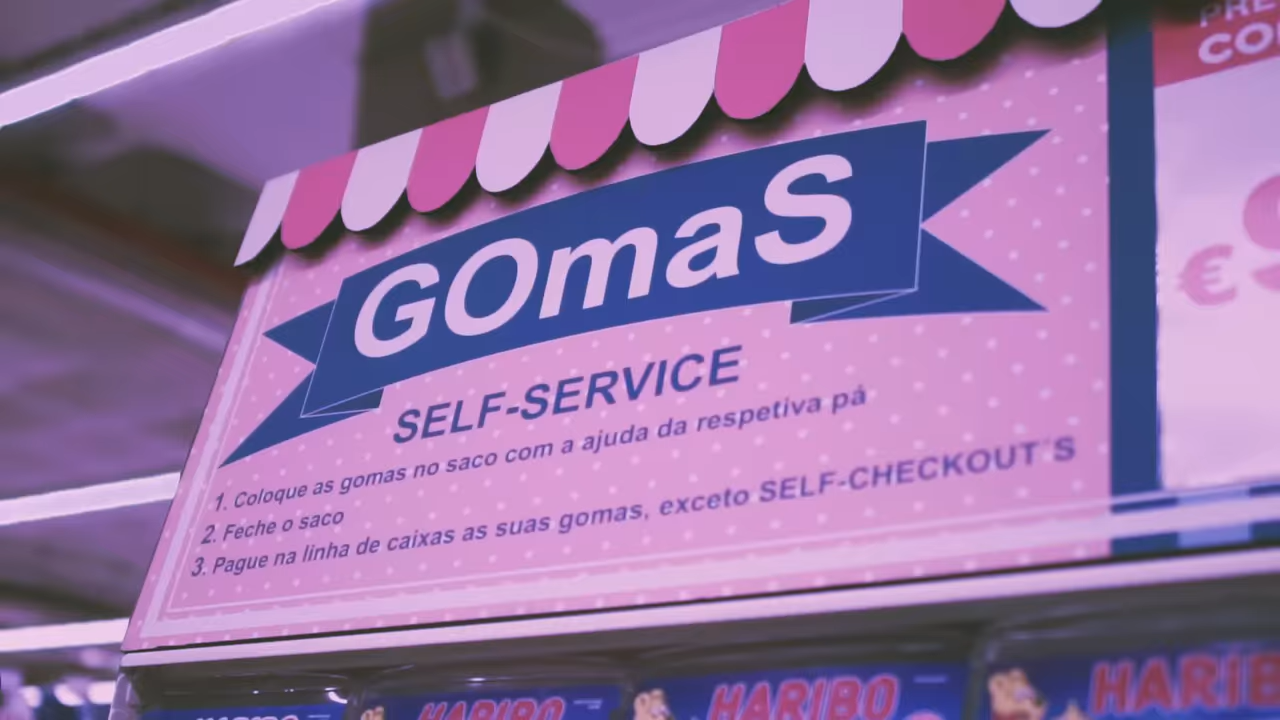 GOmaS
SELF-SERVICE
1. Coloque as gomas no saco com a ajuda da respetiva pá
2. Feche o saco
3. Pague na linha de caixas as suas gomas, exceto SELF-CHECKOUT´S
€
HARIBO
HARIBO
HARIBO